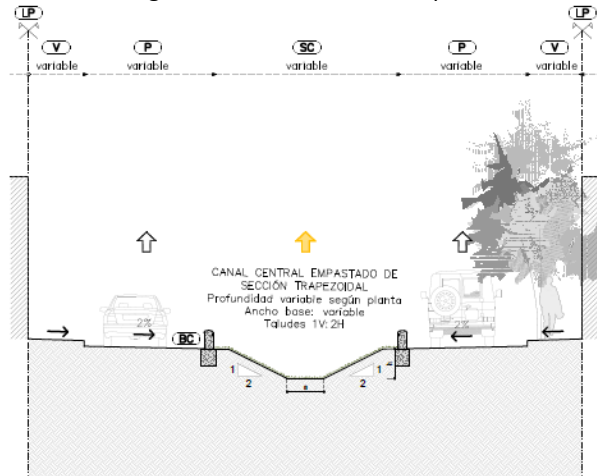 LP LP
V P SC P V
variable variable variable variable variable
CANAL CENTRAL EMPASTADO DE
SECCIÓN TRAPEZOIDAL
Profundidad variable según planta
Ancho base: variable
Taludes 1V:2H
2% BC 2%
1 1
2 2